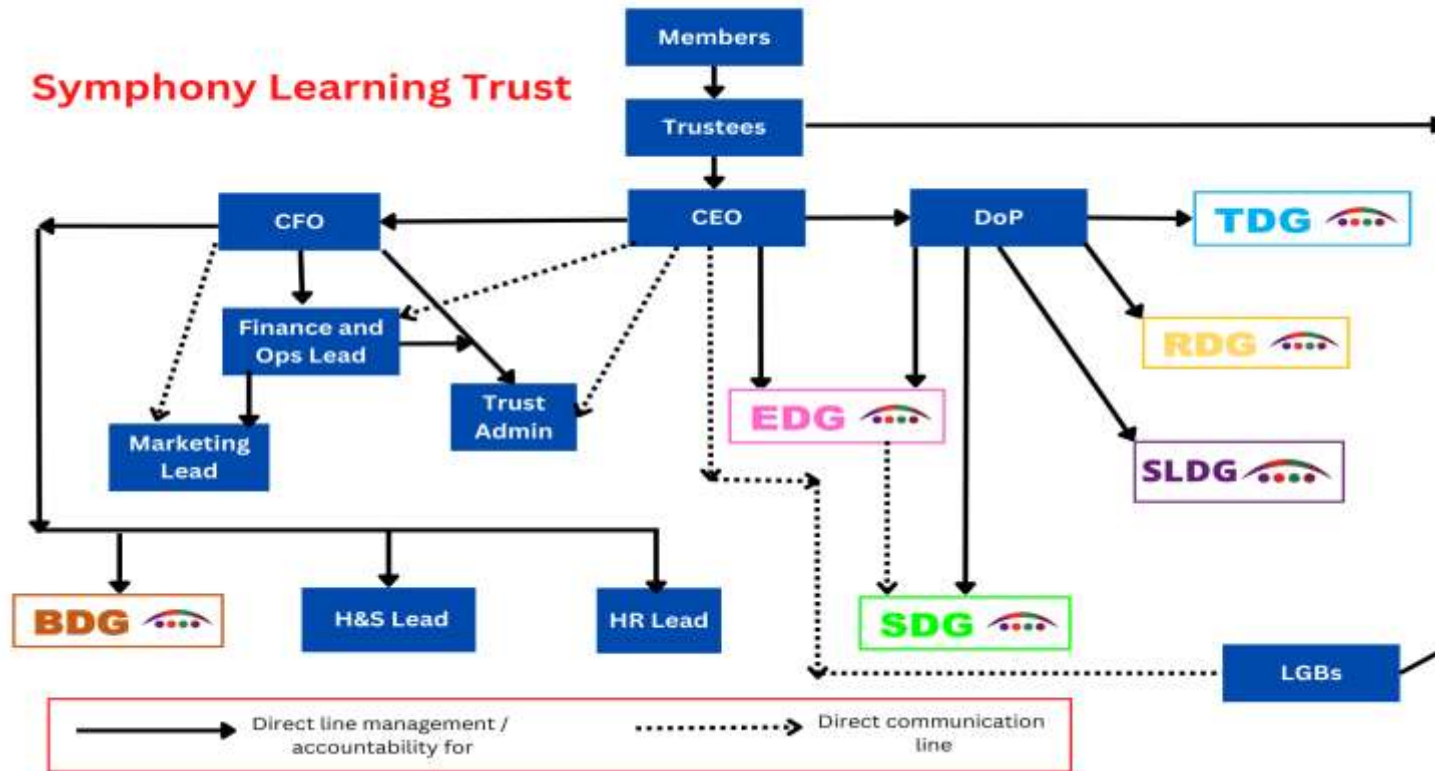 Members
Symphony Learning Trust
Trustees
CFO
CEO
DoP
TDG
Finance and
Ops Lead
RDG
Trust
Admin
EDG
Marketing
Lead
SLDG
BDG
H&S Lead
HR Lead
SDG
LGBs
Direct line management /
accountability for
Direct communication
line